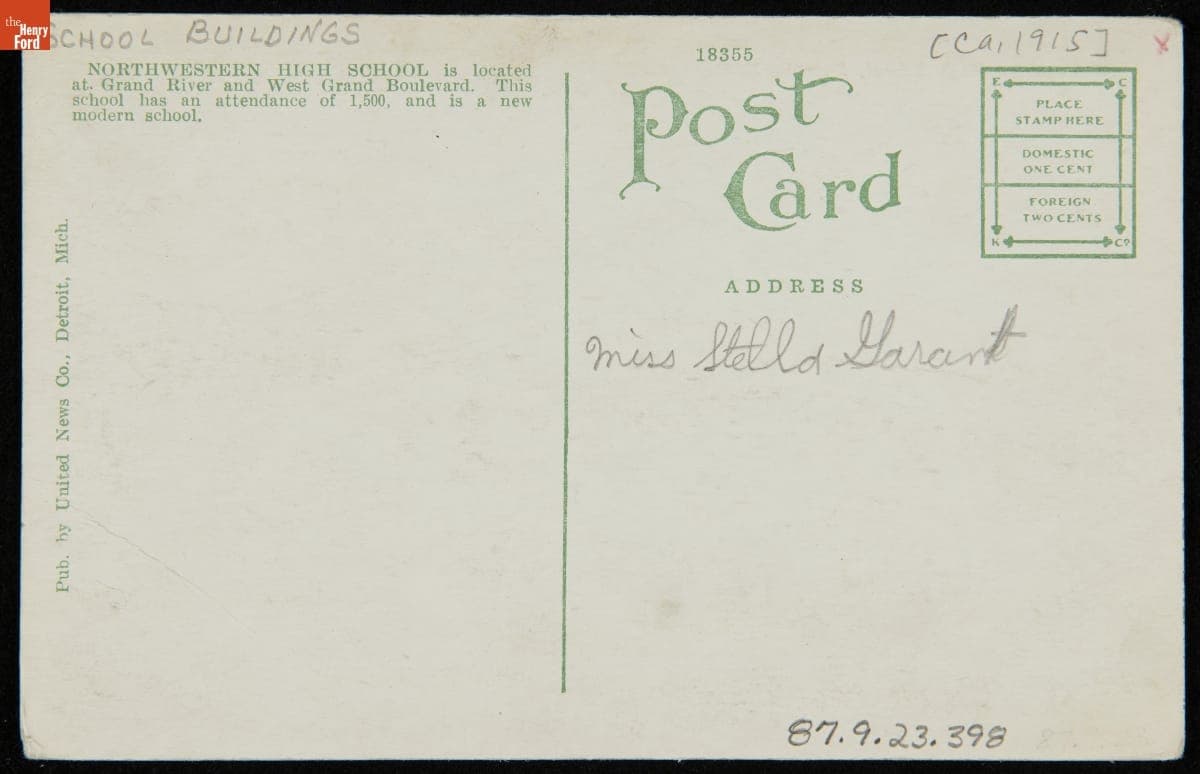 the
Henry
Ford
SCHOOL BUILDINGS
NORTHWESTERN HIGH SCHOOL is located
at. Grand River and West Grand Boulevard. This
school has an attendance of 1,500, and is a new
modern school.
Pub. by United News Co., Detroit, Mich.
18355
[Ca, 1915]
x
Post
Card
E C
PLACE
STAMP HERE
DOMESTIC
ONE CENT
FOREIGN
TWO CENTS
K Co
ADDRESS
Miss Stella Garant
87.9.23.398